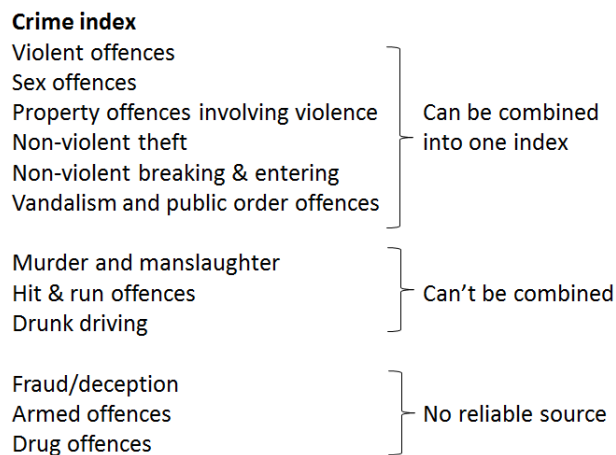 Crime index
Violent offences
Sex offences
Property offences involving violence
Non-violent theft
Non-violent breaking & entering
Vandalism and public order offences
Can be combined
into one index
Murder and manslaughter
Hit & run offences
Drunk driving
Can't be combined
Fraud/deception
Armed offences
Drug offences
No reliable source